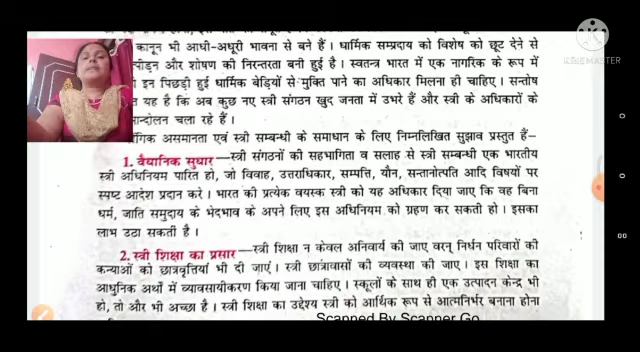 कानून भी आधी-अधूरी भावना से बने हैं। धार्मिक सम्प्रदाय को विशेष को छूट देने से
और शोषण की निरन्तरता बनी हुई है। स्वतन्त्र भारत में एक नागरिक के रूप में
इन पिछड़ी हुई धार्मिक बेड़ियों से मुक्ति पाने का अधिकार मिलना ही चाहिए। सन्तोष
यह है कि अब कुछ नए स्त्री संगठन खुद जनता में उभरे हैं और स्त्री के अधिकारों के
चला रहे हैं।
असमानता एवं स्त्री सम्बन्धी के समाधान के लिए निम्नलिखित सुझाव प्रस्तुत हैं–
1. वैधानिक सुधार—स्त्री संगठनों की सहभागिता व सलाह से स्त्री सम्बन्धी एक भारतीय
स्त्री अधिनियम पारित हो, जो विवाह, उत्तराधिकार, सम्पत्ति, यौन, सन्तानोत्पति आदि विषयों पर
स्पष्ट आदेश प्रदान करे। भारत की प्रत्येक वयस्क स्त्री को यह अधिकार दिया जाए कि वह बिना
धर्म, जाति समुदाय के भेदभाव के अपने लिए इस अधिनियम को ग्रहण कर सकती हो। इसका
लाभ उठा सकती है।
2. स्त्री शिक्षा का प्रसार—स्त्री शिक्षा न केवल अनिवार्य की जाए वरन् निर्धन परिवारों की
कन्याओं को छात्रवृत्तियां भी दी जाएं। स्त्री छात्रावासों की व्यवस्था की जाए। इस शिक्षा का
आधुनिक अर्थों में व्यावसायीकरण किया जाना चाहिए। स्कूलों के साथ ही एक उत्पादन केन्द्र भी
हो, तो और भी अच्छा है। स्त्री शिक्षा का उद्देश्य स्त्री को आर्थिक रूप से आत्मनिर्भर बनाना होना
Scanned By Scanner Go
KINEMASTER